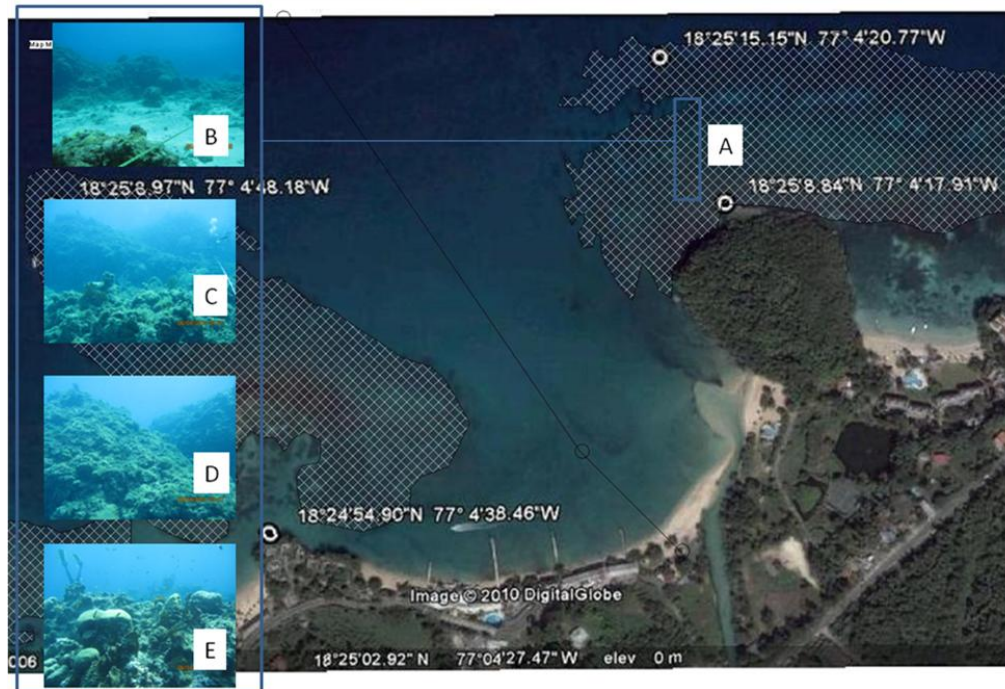 Map M
B
18°25'15.15"N 77° 4'20.77"W
A
18°25'8.97"N 77° 4'48.18"W
18°25'8.84"N 77° 4'17.91"W
C
D
18°24'54.90"N 77° 4'38.46"W
E
Image © 2010 DigitalGlobe
006
18°25'02.92" N 77°04'27.47" W elev 0 m